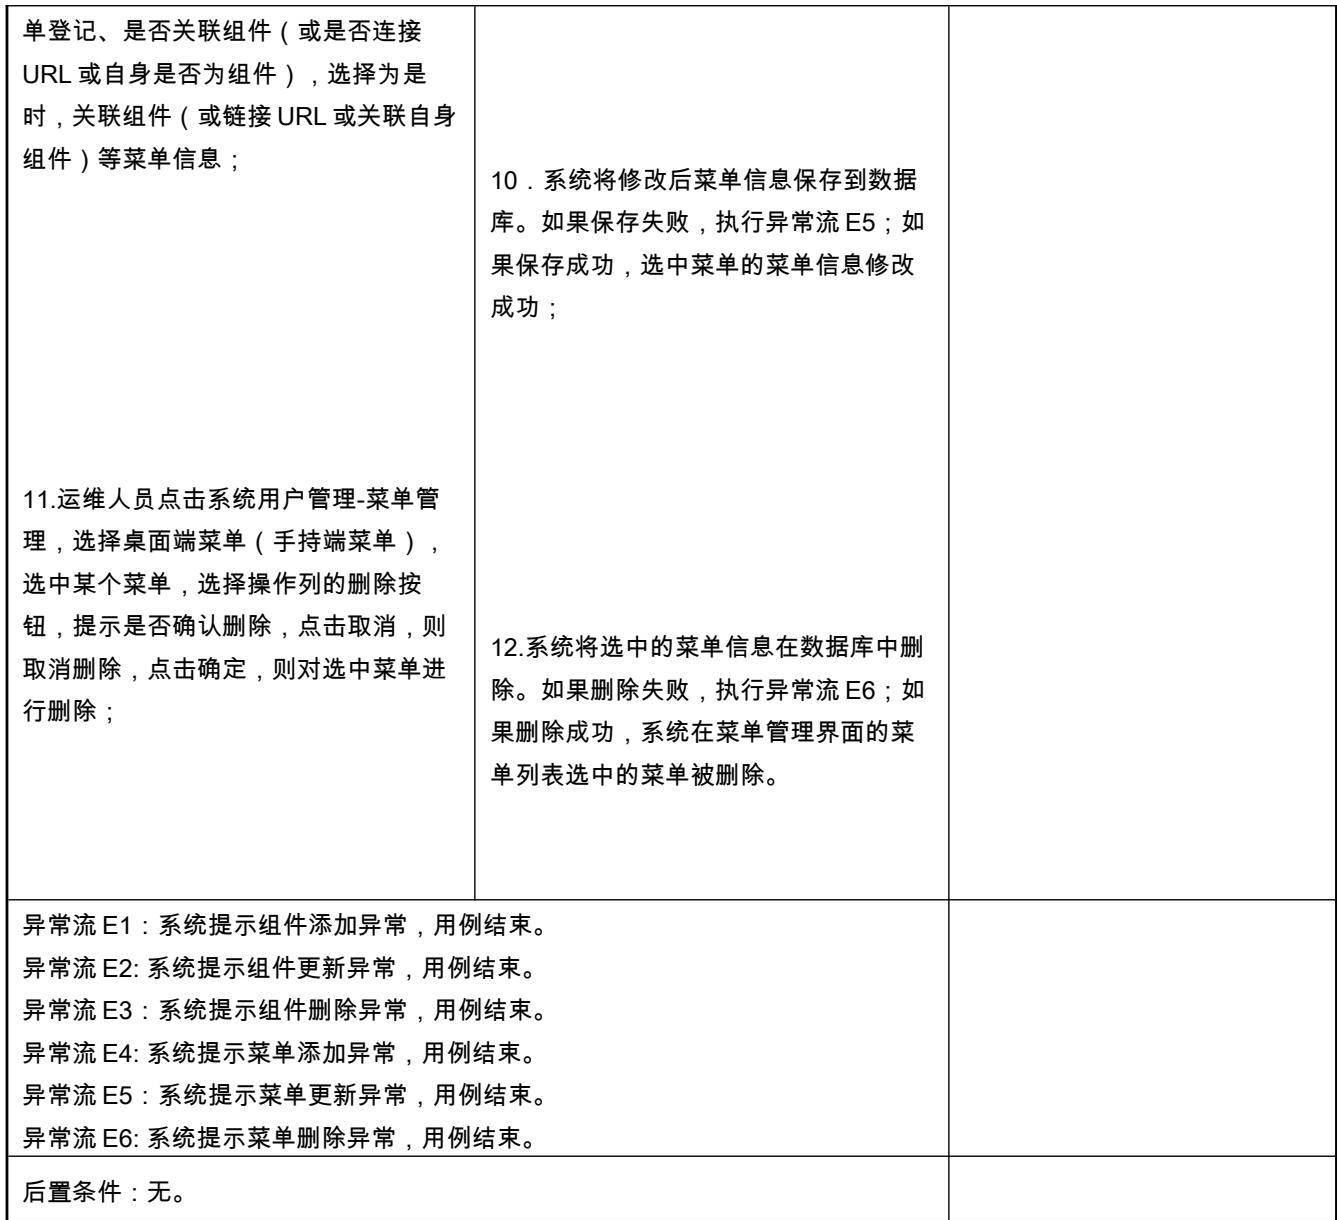 单登记、是否关联组件（或是否连接
URL 或自身是否为组件），选择为是
时，关联组件（或链接 URL 或关联自身
组件）等菜单信息；
10．系统将修改后菜单信息保存到数据
库。如果保存失败，执行异常流 E5；如
果保存成功，选中菜单的菜单信息修改
成功；
11.运维人员点击系统用户管理-菜单管
理，选择桌面端菜单（手持端菜单），
选中某个菜单，选择操作列的删除按
钮，提示是否确认删除，点击取消，则
取消删除，点击确定，则对选中菜单进
行删除；
12.系统将选中的菜单信息在数据库中删
除。如果删除失败，执行异常流 E6；如
果删除成功，系统在菜单管理界面的菜
单列表选中的菜单被删除。
异常流 E1：系统提示组件添加异常，用例结束。
异常流 E2: 系统提示组件更新异常，用例结束。
异常流 E3：系统提示组件删除异常，用例结束。
异常流 E4: 系统提示菜单添加异常，用例结束。
异常流 E5：系统提示菜单更新异常，用例结束。
异常流 E6: 系统提示菜单删除异常，用例结束。
后置条件：无。